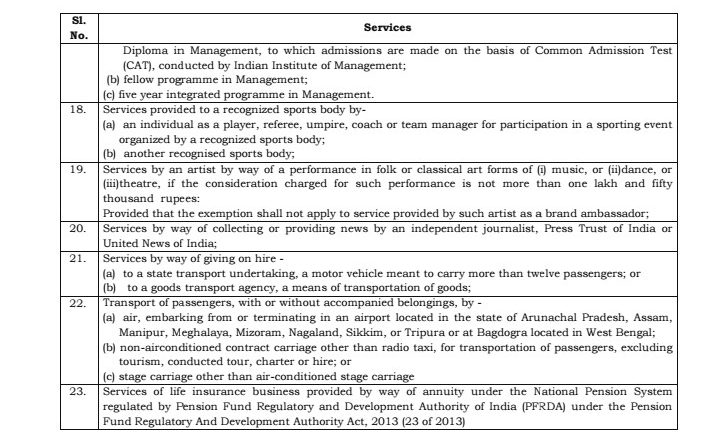 Sl.
No.
Services
Diploma in Management, to which admissions are made on the basis of Common Admission Test
(CAT), conducted by Indian Institute of Management;
(b) fellow programme in Management;
(c) five year integrated programme in Management.
18. Services provided to a recognized sports body by-
(a) an individual as a player, referee, umpire, coach or team manager for participation in a sporting event
organized by a recognized sports body;
(b) another recognised sports body;
19. Services by an artist by way of a performance in folk or classical art forms of (i) music, or (ii)dance, or
(iii)theatre, if the consideration charged for such performance is not more than one lakh and fifty
thousand rupees:
Provided that the exemption shall not apply to service provided by such artist as a brand ambassador;
20. Services by way of collecting or providing news by an independent journalist, Press Trust of India or
United News of India;
21. Services by way of giving on hire -
(a) to a state transport undertaking, a motor vehicle meant to carry more than twelve passengers; or
(b) to a goods transport agency, a means of transportation of goods;
22. Transport of passengers, with or without accompanied belongings, by -
(a) air, embarking from or terminating in an airport located in the state of Arunachal Pradesh, Assam,
Manipur, Meghalaya, Mizoram, Nagaland, Sikkim, or Tripura or at Bagdogra located in West Bengal;
(b) non-airconditioned contract carriage other than radio taxi, for transportation of passengers, excluding
tourism, conducted tour, charter or hire; or
(c) stage carriage other than air-conditioned stage carriage
23. Services of life insurance business provided by way of annuity under the National Pension System
regulated by Pension Fund Regulatory and Development Authority of India (PFRDA) under the Pension
Fund Regulatory And Development Authority Act, 2013 (23 of 2013)